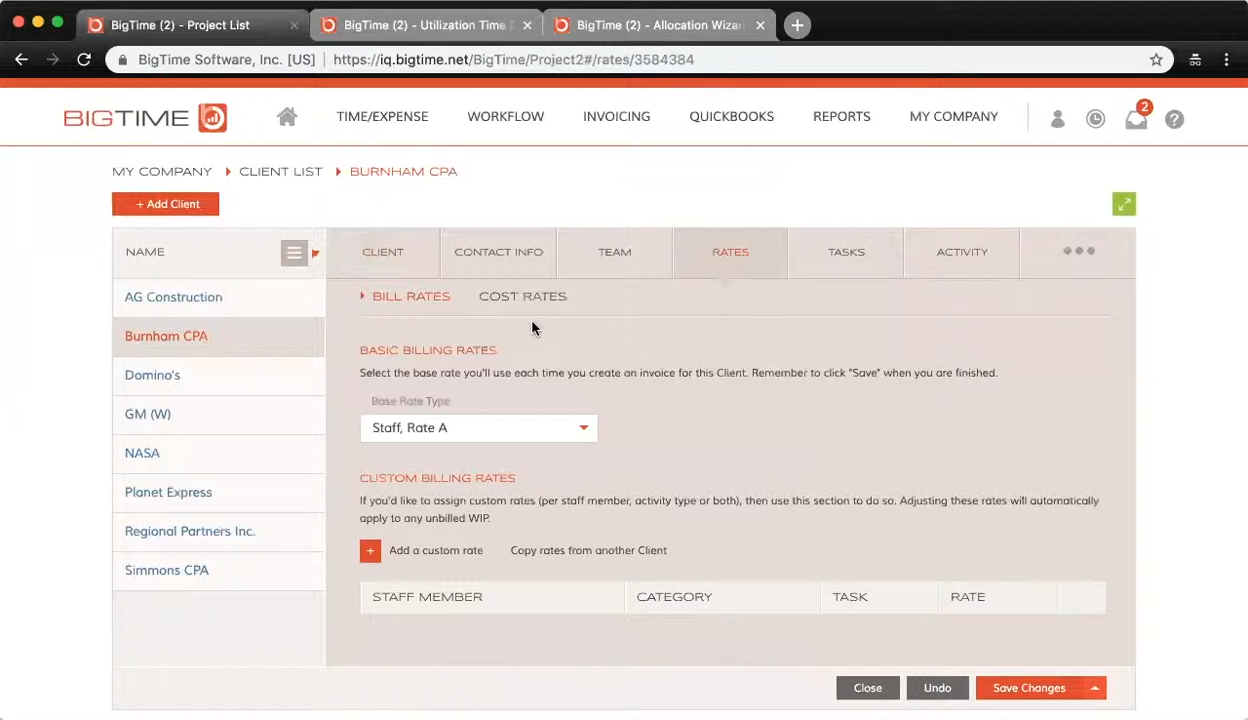 BigTime (2) - Project List
BigTime (2) - Utilization Time
BigTime (2) - Allocation Wizar
BigTime Software, Inc. [US]
https://iq.bigtime.net/BigTime/Project2#/rates/3584384
BIGTIME
TIME/EXPENSE
WORKFLOW
INVOICING
QUICKBOOKS
REPORTS
MY COMPANY
2
MY COMPANY
CLIENT LIST
BURNHAM CPA
+ Add Client
NAME
CLIENT
CONTACT INFO
TEAM
RATES
TASKS
ACTIVITY
AG Construction
Burnham CPA
Domino's
GM (W)
NASA
Planet Express
Regional Partners Inc.
Simmons CPA
BILL RATES
COST RATES
BASIC BILLING RATES
Select the base rate you'll use each time you create an invoice for this Client. Remember to click "Save" when you are finished.
Base Rate Type
Staff, Rate A
CUSTOM BILLING RATES
If you'd like to assign custom rates (per staff member, activity type or both), then use this section to do so. Adjusting these rates will automatically
apply to any unbilled WIP.
+ Add a custom rate
Copy rates from another Client
STAFF MEMBER
CATEGORY
TASK
RATE
Close
Undo
Save Changes